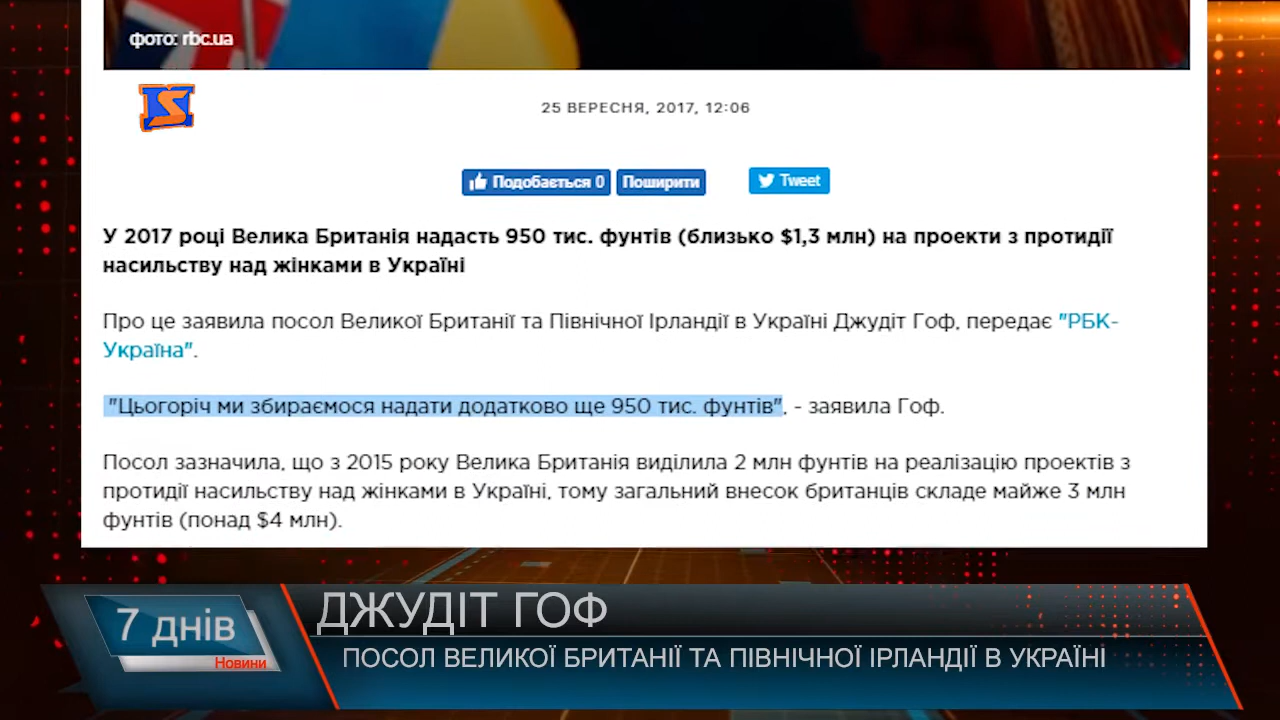 фото: rbc.ua
25 ВЕРЕСНЯ, 2017, 12:06
Подобається 0 Поширити Tweet
У 2017 році Велика Британія надасть 950 тис. фунтів (близько $1,3 млн) на проекти з протидії
насильству над жінками в Україні
Про це заявила посол Великої Британії та Північної Ірландії в Україні Джудіт Гоф, передає "РБК-
Україна".
"Цьогоріч ми збираємося надати додатково ще 950 тис. фунтів", - заявила Гоф.
Посол зазначила, що з 2015 року Велика Британія виділила 2 млн фунтів на реалізацію проектів з
протидії насильству над жінками в Україні, тому загальний внесок британців складе майже 3 млн
фунтів (понад $4 млн).
7 днів
Новини
ДЖУДІТ ГОФ
ПОСОЛ ВЕЛИКОЇ БРИТАНІЇ ТА ПІВНІЧНОЇ ІРЛАНДІЇ В УКРАЇНІ